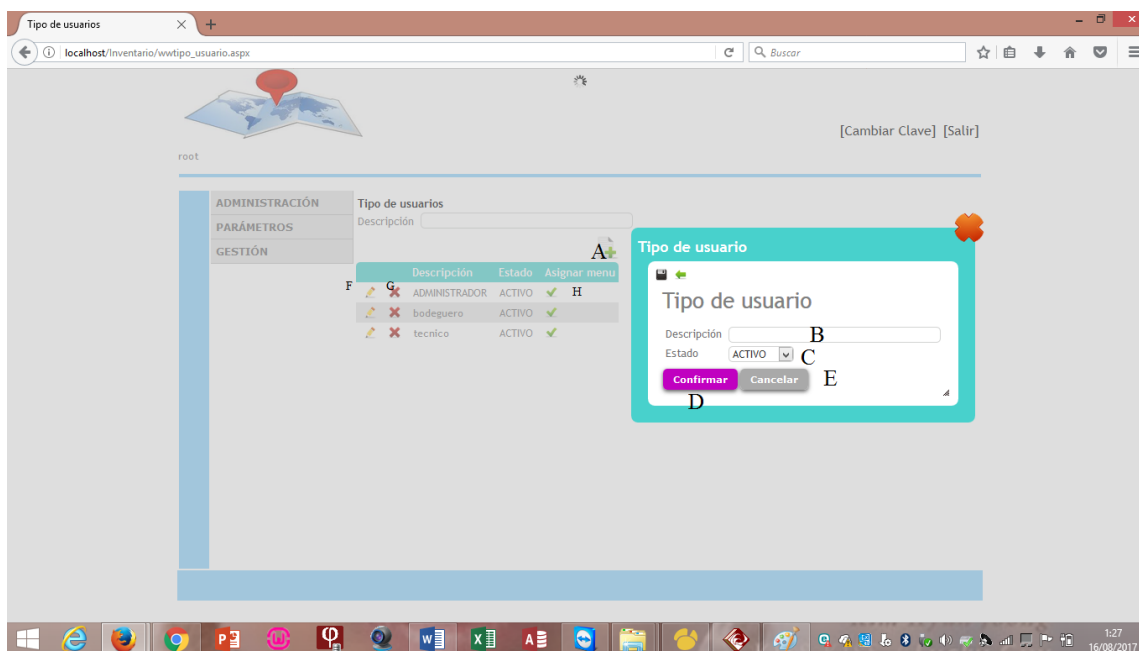 Tipo de usuarios
localhost/Inventario/wwtipo_usuario.aspx
Buscar
[Cambiar Clave] [Salir]
root
ADMINISTRACIÓN
PARÁMETROS
GESTIÓN
Tipo de usuarios
Descripción
A
Descripción Estado Asignar menu
F G ADMINISTRADOR ACTIVO H
bodeguero ACTIVO
tecnico ACTIVO
Tipo de usuario
Tipo de usuario
Descripción B
Estado ACTIVO C
Confirmar Cancelar E
D
1:27
16/08/2017